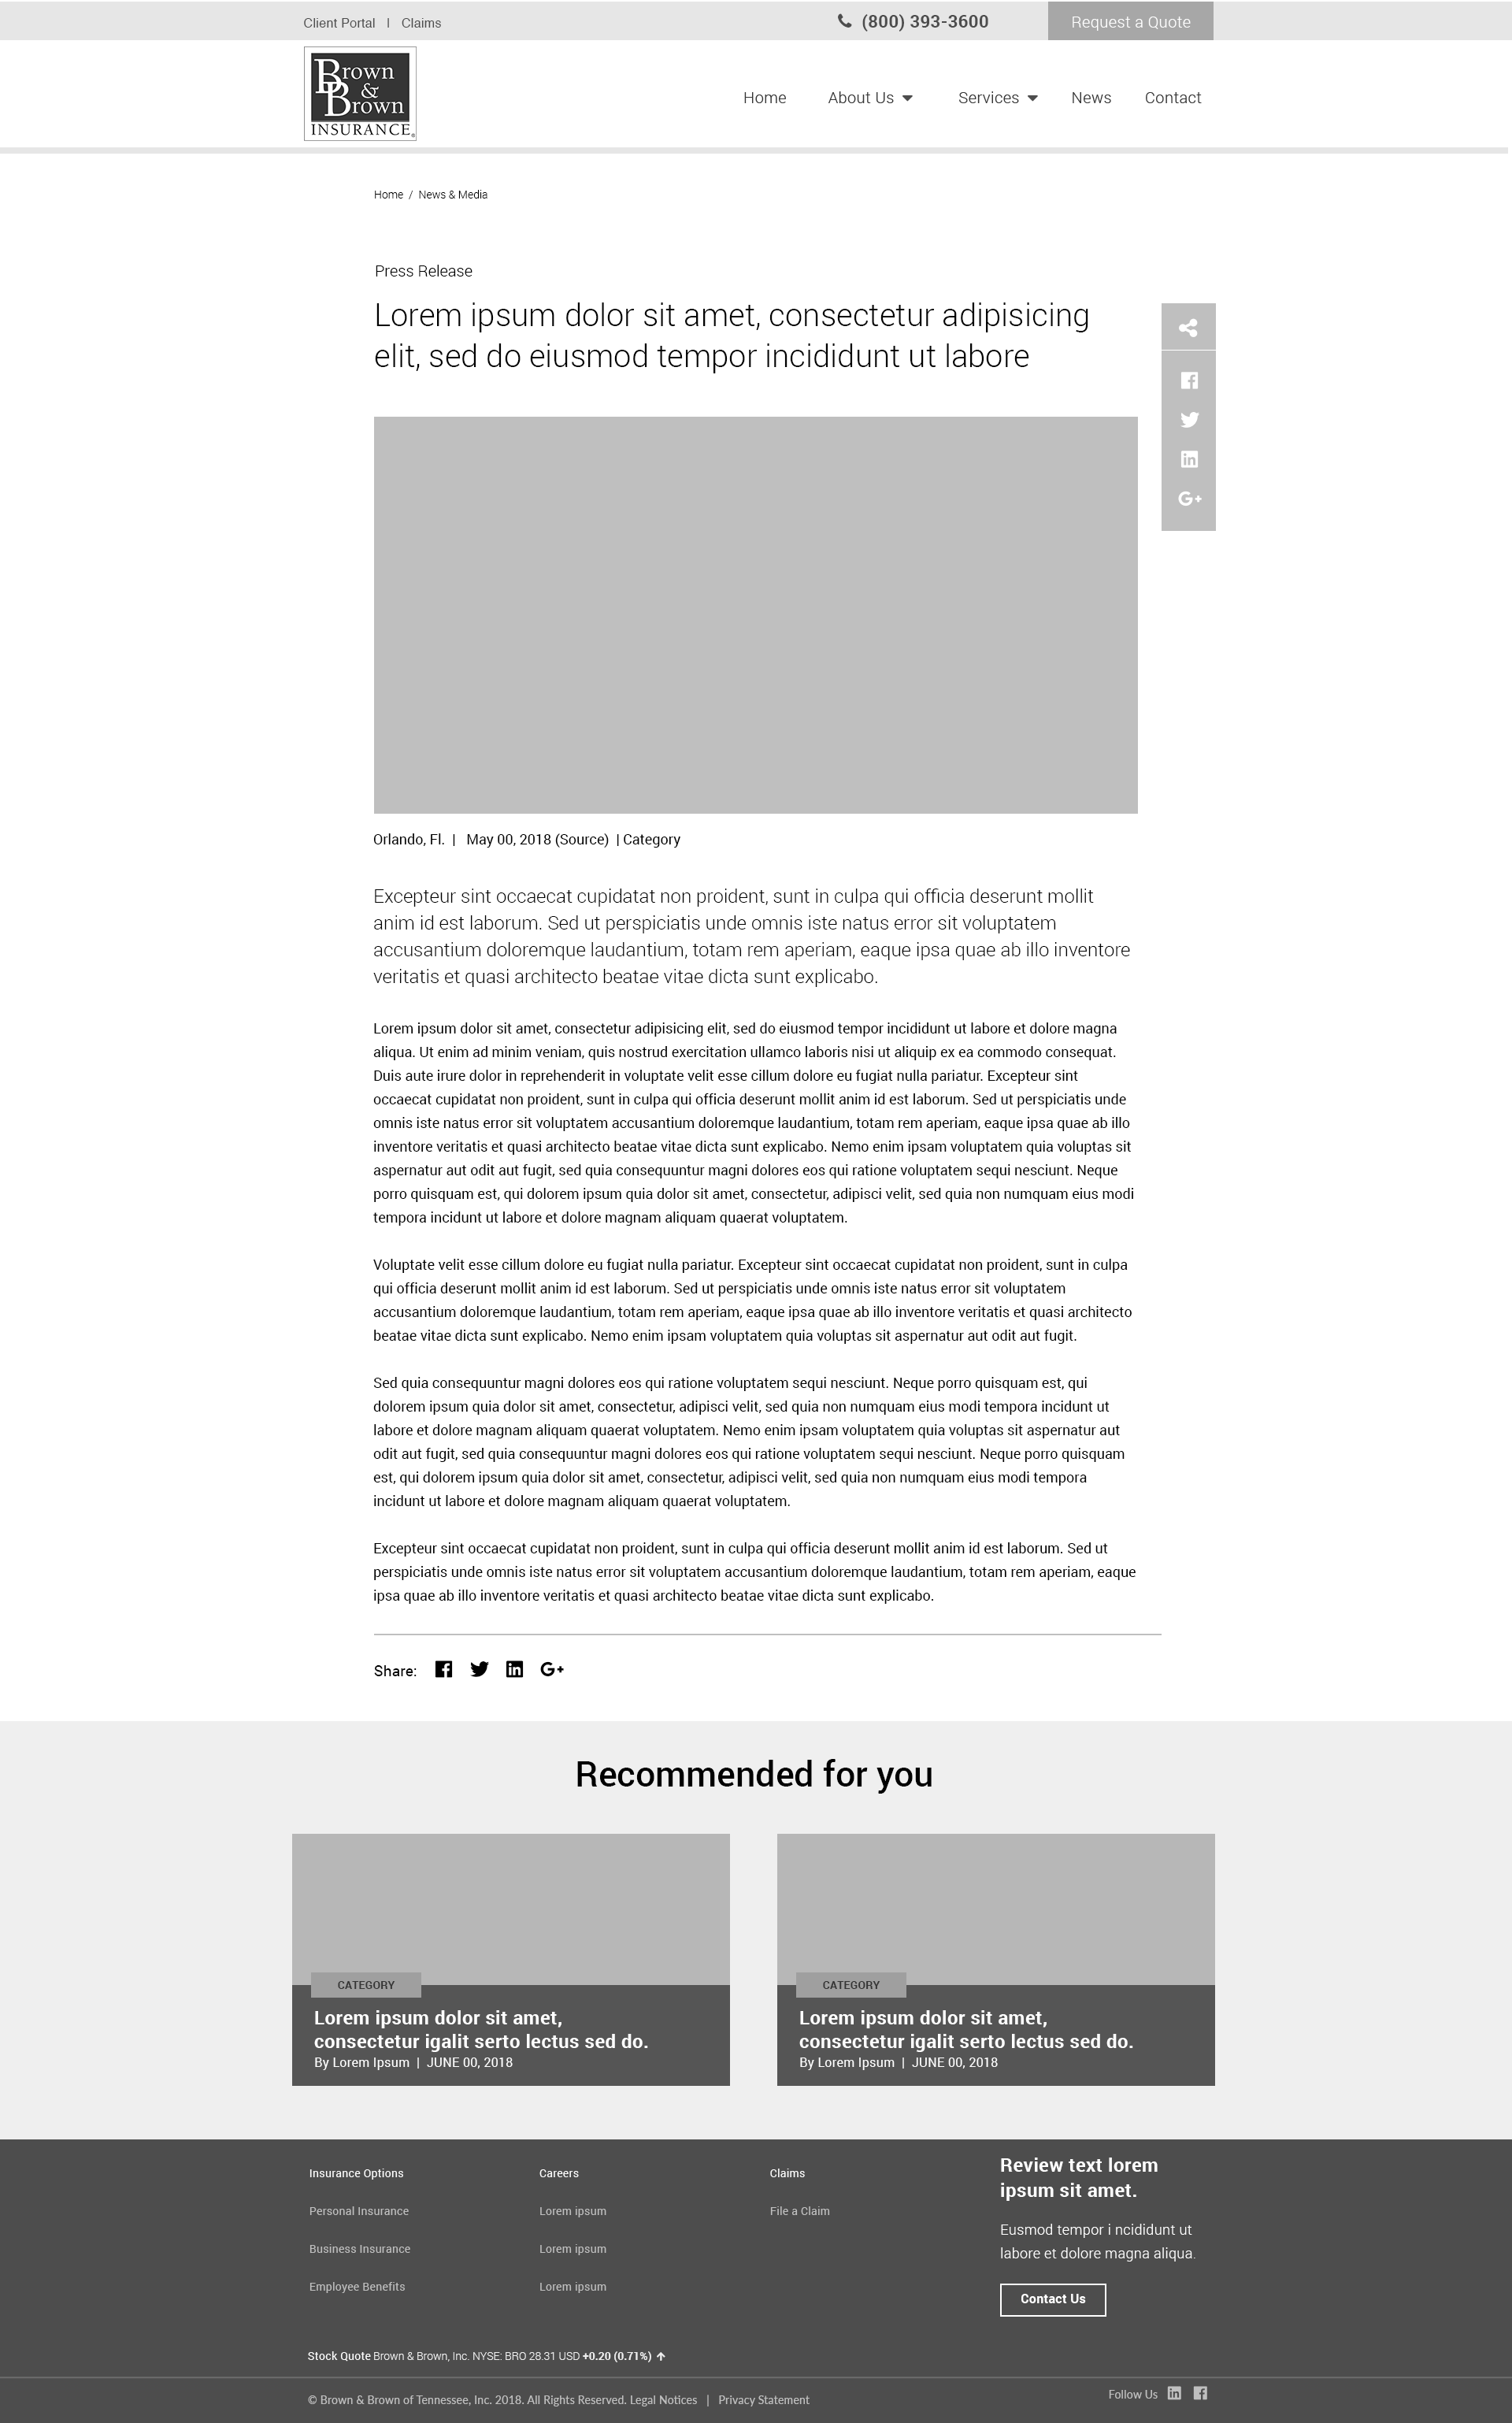 Client Portal | Claims
(800) 393-3600
Request a Quote
Brown
&
Brown
INSURANCE®
Home About Us Services News Contact
Home / News & Media
Press Release
Lorem ipsum dolor sit amet, consectetur adipisicing
elit, sed do eiusmod tempor incididunt ut labore
Orlando, Fl. | May 00, 2018 (Source) | Category
Excepteur sint occaecat cupidatat non proident, sunt in culpa qui officia deserunt mollit
anim id est laborum. Sed ut perspiciatis unde omnis iste natus error sit voluptatem
accusantium doloremque laudantium, totam rem aperiam, eaque ipsa quae ab illo inventore
veritatis et quasi architecto beatae vitae dicta sunt explicabo.
Lorem ipsum dolor sit amet, consectetur adipisicing elit, sed do eiusmod tempor incididunt ut labore et dolore magna
aliqua. Ut enim ad minim veniam, quis nostrud exercitation ullamco laboris nisi ut aliquip ex ea commodo consequat.
Duis aute irure dolor in reprehenderit in voluptate velit esse cillum dolore eu fugiat nulla pariatur. Excepteur sint
occaecat cupidatat non proident, sunt in culpa qui officia deserunt mollit anim id est laborum. Sed ut perspiciatis unde
omnis iste natus error sit voluptatem accusantium doloremque laudantium, totam rem aperiam, eaque ipsa quae ab illo
inventore veritatis et quasi architecto beatae vitae dicta sunt explicabo. Nemo enim ipsam voluptatem quia voluptas sit
aspernatur aut odit aut fugit, sed quia consequuntur magni dolores eos qui ratione voluptatem sequi nesciunt. Neque
porro quisquam est, qui dolorem ipsum quia dolor sit amet, consectetur, adipisci velit, sed quia non numquam eius modi
tempora incidunt ut labore et dolore magnam aliquam quaerat voluptatem.
Voluptate velit esse cillum dolore eu fugiat nulla pariatur. Excepteur sint occaecat cupidatat non proident, sunt in culpa
qui officia deserunt mollit anim id est laborum. Sed ut perspiciatis unde omnis iste natus error sit voluptatem
accusantium doloremque laudantium, totam rem aperiam, eaque ipsa quae ab illo inventore veritatis et quasi architecto
beatae vitae dicta sunt explicabo. Nemo enim ipsam voluptatem quia voluptas sit aspernatur aut odit aut fugit.
Sed quia consequuntur magni dolores eos qui ratione voluptatem sequi nesciunt. Neque porro quisquam est, qui
dolorem ipsum quia dolor sit amet, consectetur, adipisci velit, sed quia non numquam eius modi tempora incidunt ut
labore et dolore magnam aliquam quaerat voluptatem. Nemo enim ipsam voluptatem quia voluptas sit aspernatur aut
odit aut fugit, sed quia consequuntur magni dolores eos qui ratione voluptatem sequi nesciunt. Neque porro quisquam
est, qui dolorem ipsum quia dolor sit amet, consectetur, adipisci velit, sed quia non numquam eius modi tempora
incidunt ut labore et dolore magnam aliquam quaerat voluptatem.
Excepteur sint occaecat cupidatat non proident, sunt in culpa qui officia deserunt mollit anim id est laborum. Sed ut
perspiciatis unde omnis iste natus error sit voluptatem accusantium doloremque laudantium, totam rem aperiam, eaque
ipsa quae ab illo inventore veritatis et quasi architecto beatae vitae dicta sunt explicabo.
Share:
Recommended for you
CATEGORY
Lorem ipsum dolor sit amet,
consectetur igalit serto lectus sed do.
By Lorem Ipsum | JUNE 00, 2018
CATEGORY
Lorem ipsum dolor sit amet,
consectetur igalit serto lectus sed do.
By Lorem Ipsum | JUNE 00, 2018
Insurance Options
Personal Insurance
Business Insurance
Employee Benefits
Careers
Lorem ipsum
Lorem ipsum
Lorem ipsum
Claims
File a Claim
Review text lorem
ipsum sit amet.
Eusmod tempor i ncididunt ut
labore et dolore magna aliqua.
Contact Us
Stock Quote Brown & Brown, Inc. NYSE: BRO 28.31 USD +0.20 (0.71%)
© Brown & Brown of Tennessee, Inc. 2018. All Rights Reserved. Legal Notices | Privacy Statement
Follow Us